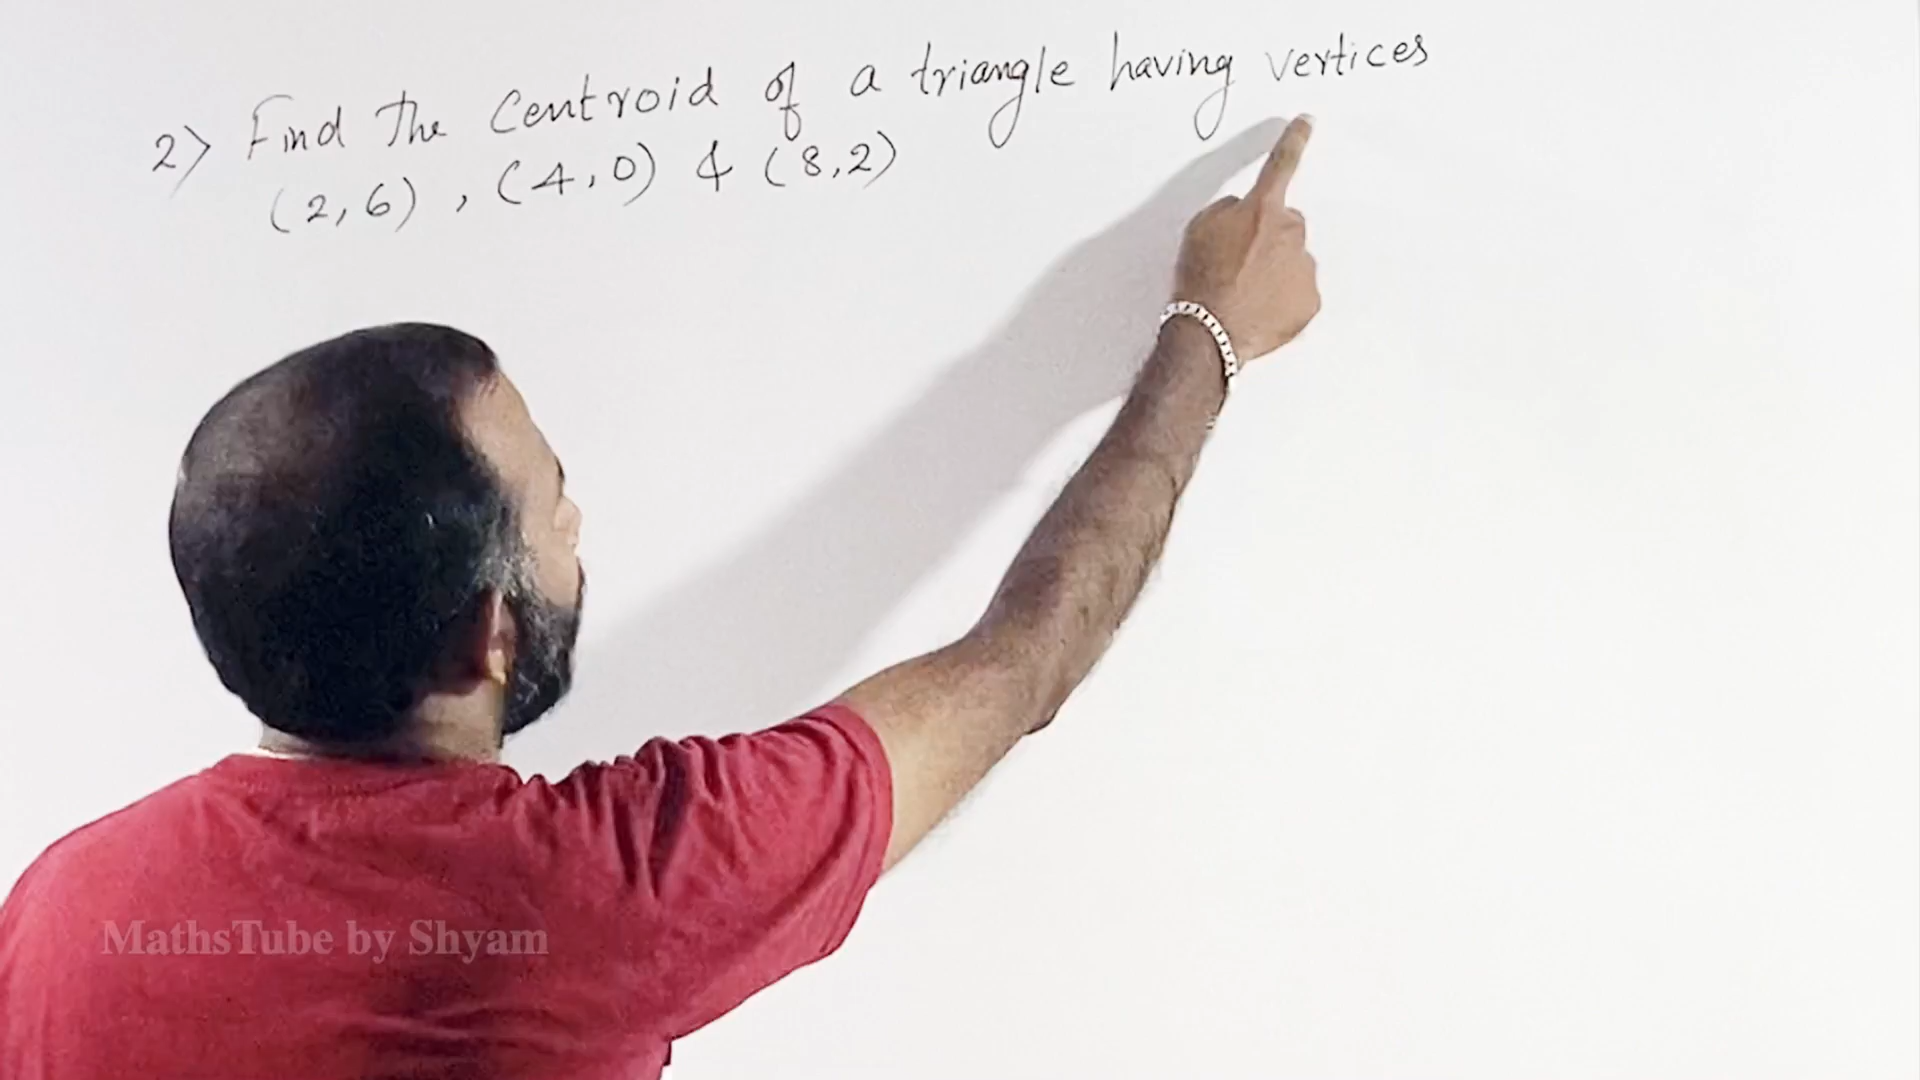 2) Find the Centroid of a triangle having vertices
(2,6) , (4,0) & (8,2)
MathsTube by Shyam